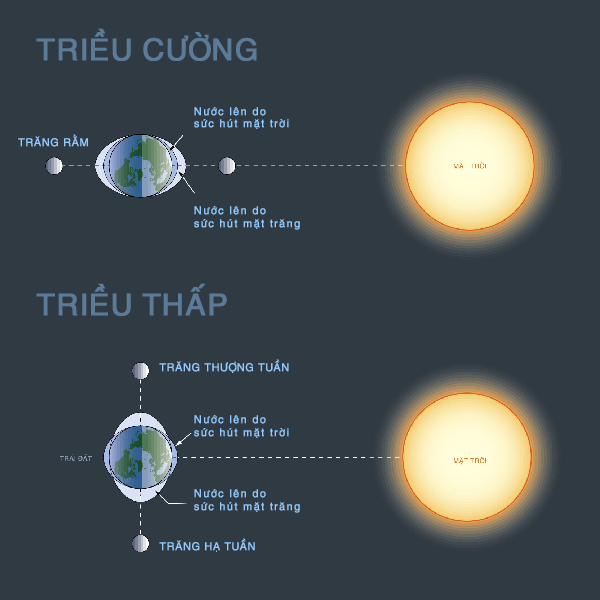 TRIỀU CƯỜNG
Nước lên do
sức hút mặt trời
TRĂNG RẰM
MẶT TRỜI
Nước lên do
sức hút mặt trăng
TRIỀU THẤP
TRĂNG THƯỢNG TUẦN
Nước lên do
sức hút mặt trời
TRÁI ĐẤT
MẶT TRỜI
Nước lên do
sức hút mặt trăng
TRĂNG HẠ TUẦN